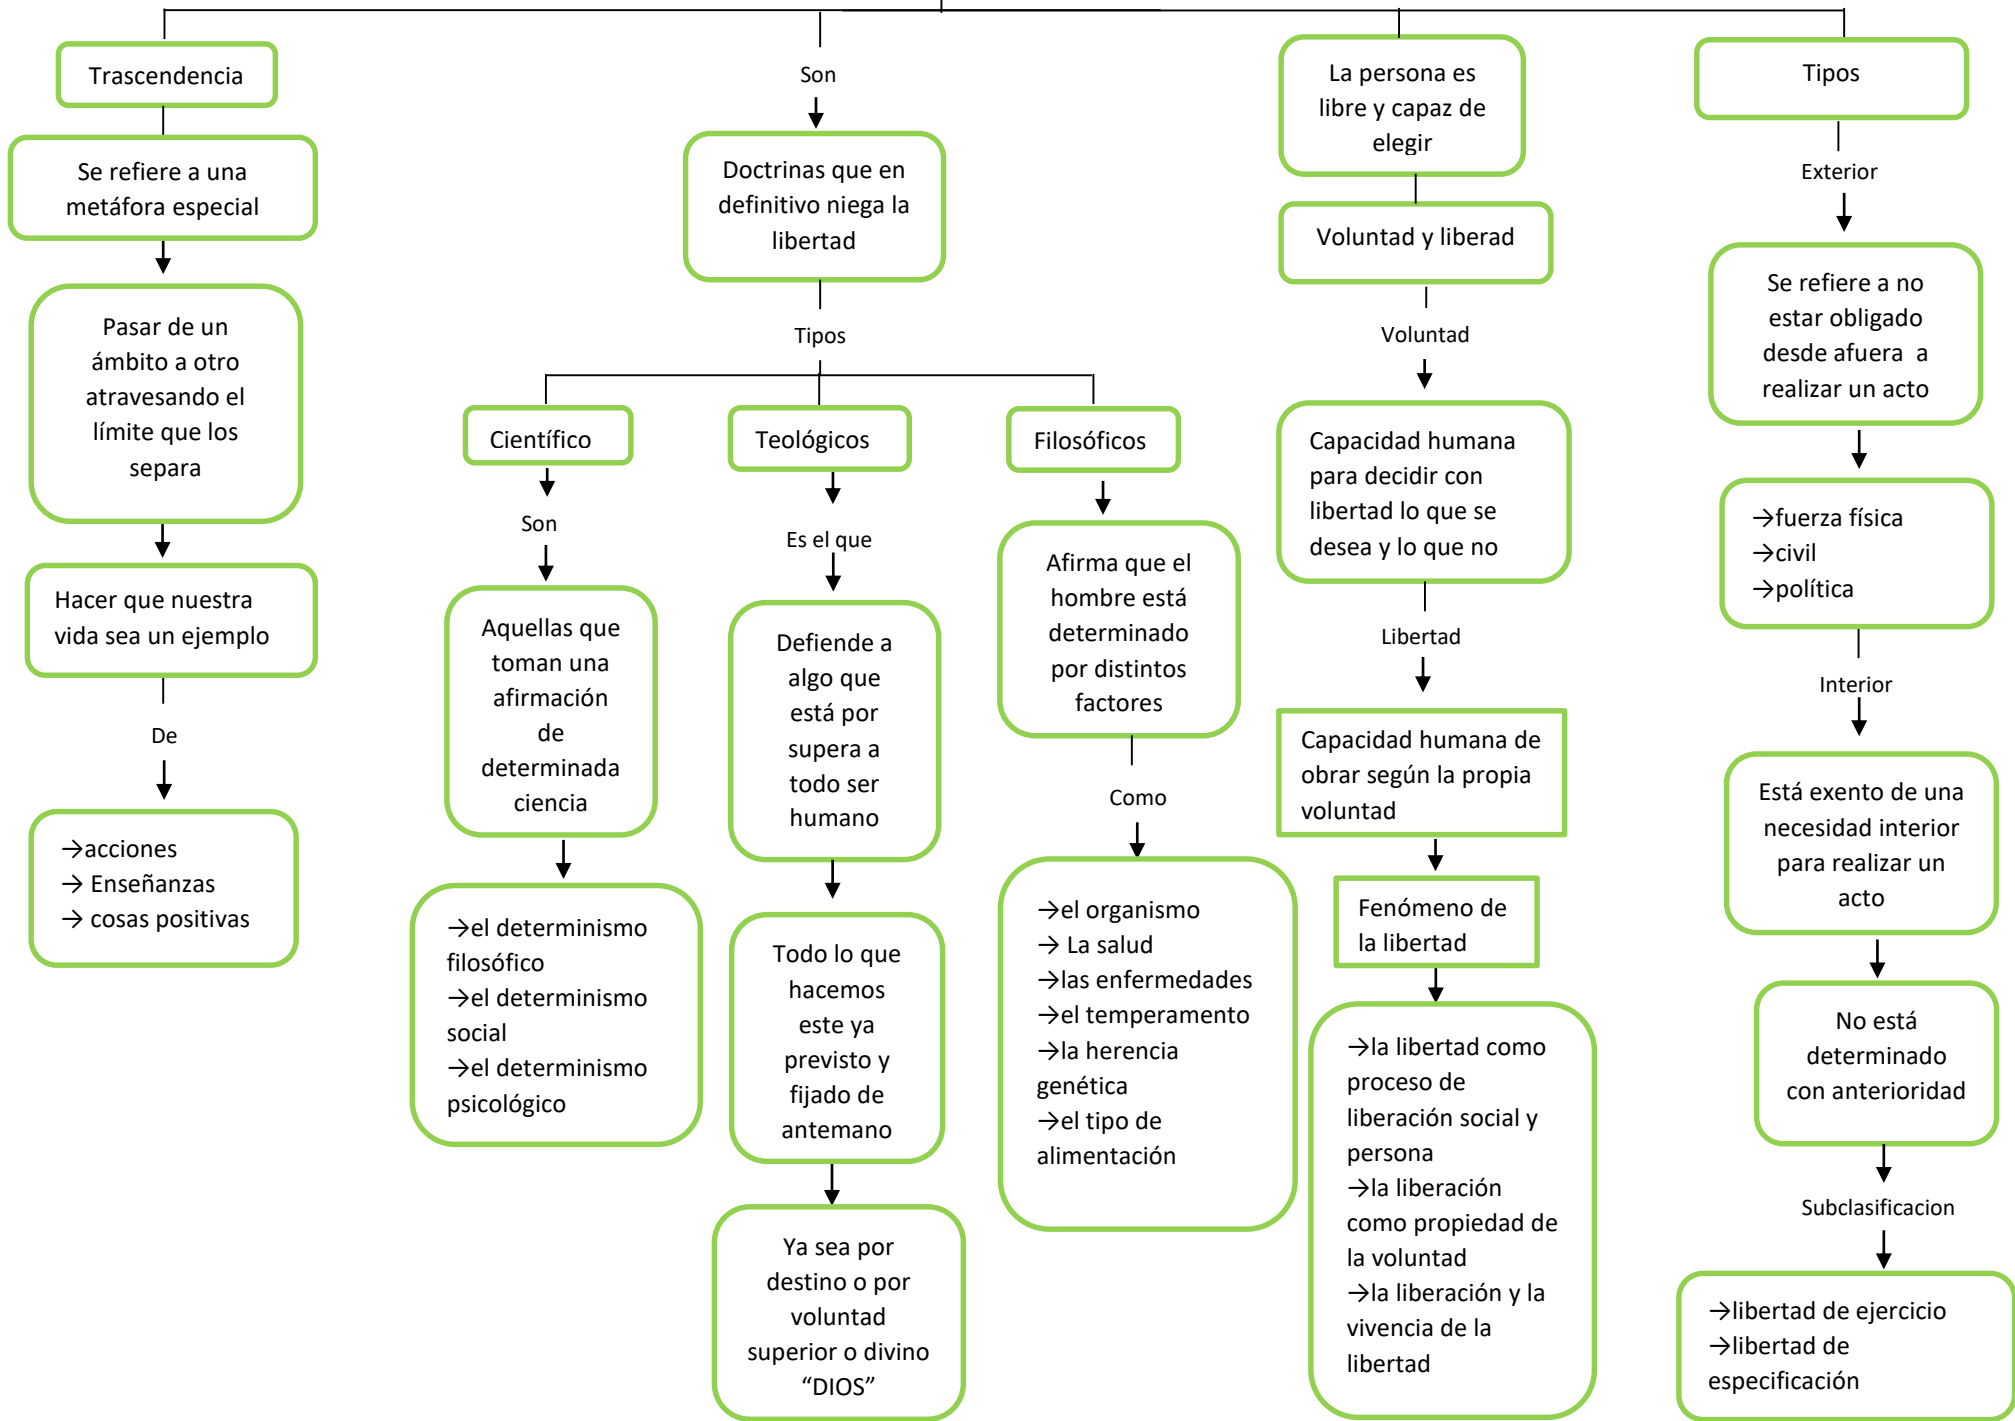 Trascendencia
Se refiere a una
metáfora especial
Pasar de un
ámbito a otro
atravesando el
límite que los
separa
Hacer que nuestra
vida sea un ejemplo
De
→acciones
→ Enseñanzas
→ cosas positivas
Son
Doctrinas que en
definitivo niega la
libertad
Tipos
Científico
Son
Aquellas que
toman una
afirmación
de
determinada
ciencia
→el determinismo
filosófico
→el determinismo
social
→el determinismo
psicológico
Teológicos
Es el que
Defiende a
algo que
está por
supera a
todo ser
humano
Todo lo que
hacemos
este ya
previsto y
fijado de
antemano
Ya sea por
destino o por
voluntad
superior o divino
“DIOS”
Filosóficos
Afirma que el
hombre está
determinado
por distintos
factores
Como
→el organismo
→ La salud
→las enfermedades
→el temperamento
→la herencia
genética
→el tipo de
alimentación
La persona es
libre y capaz de
elegir
Voluntad y liberad
Voluntad
Capacidad humana
para decidir con
libertad lo que se
desea y lo que no
Libertad
Capacidad humana de
obrar según la propia
voluntad
Fenómeno de
la libertad
→la libertad como
proceso de
liberación social y
persona
→la liberación
como propiedad de
la voluntad
→la liberación y la
vivencia de la
libertad
Tipos
Exterior
Se refiere a no
estar obligado
desde afuera a
realizar un acto
→fuerza física
→civil
→política
Interior
Está exento de una
necesidad interior
para realizar un
acto
No está
determinado
con anterioridad
Subclasificacion
→libertad de ejercicio
→libertad de
especificación